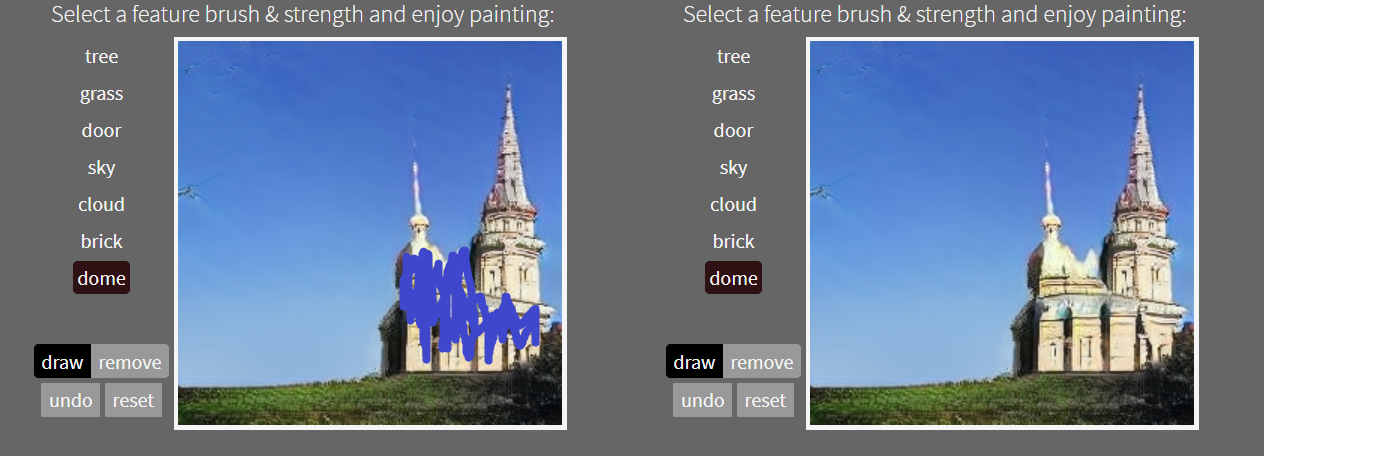 Select a feature brush & strength and enjoy painting:
tree
grass
door
sky
cloud
brick
dome
draw remove
undo reset
Select a feature brush & strength and enjoy painting:
tree
grass
door
sky
cloud
brick
dome
draw remove
undo reset